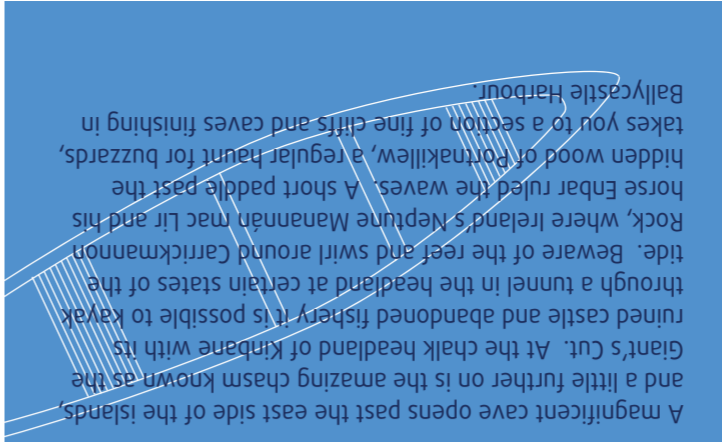 A magnificent cave opens past the east side of the islands,
and a little further on is the amazing chasm known as the
Giant's Cut.  At the chalk headland of Kinbane with its
ruined castle and abandoned fishery it is possible to kayak
through a tunnel in the headland at certain states of the
tide.  Beware of the reef and swirl around Carrickmannon
Rock, where Ireland's Neptune Manannán mac Lir and his
horse Enbar ruled the waves.  A short paddle past the
hidden wood of Portnakillew, a regular haunt for buzzards,
takes you to a section of fine cliffs and caves finishing in
Ballycastle Harbour.